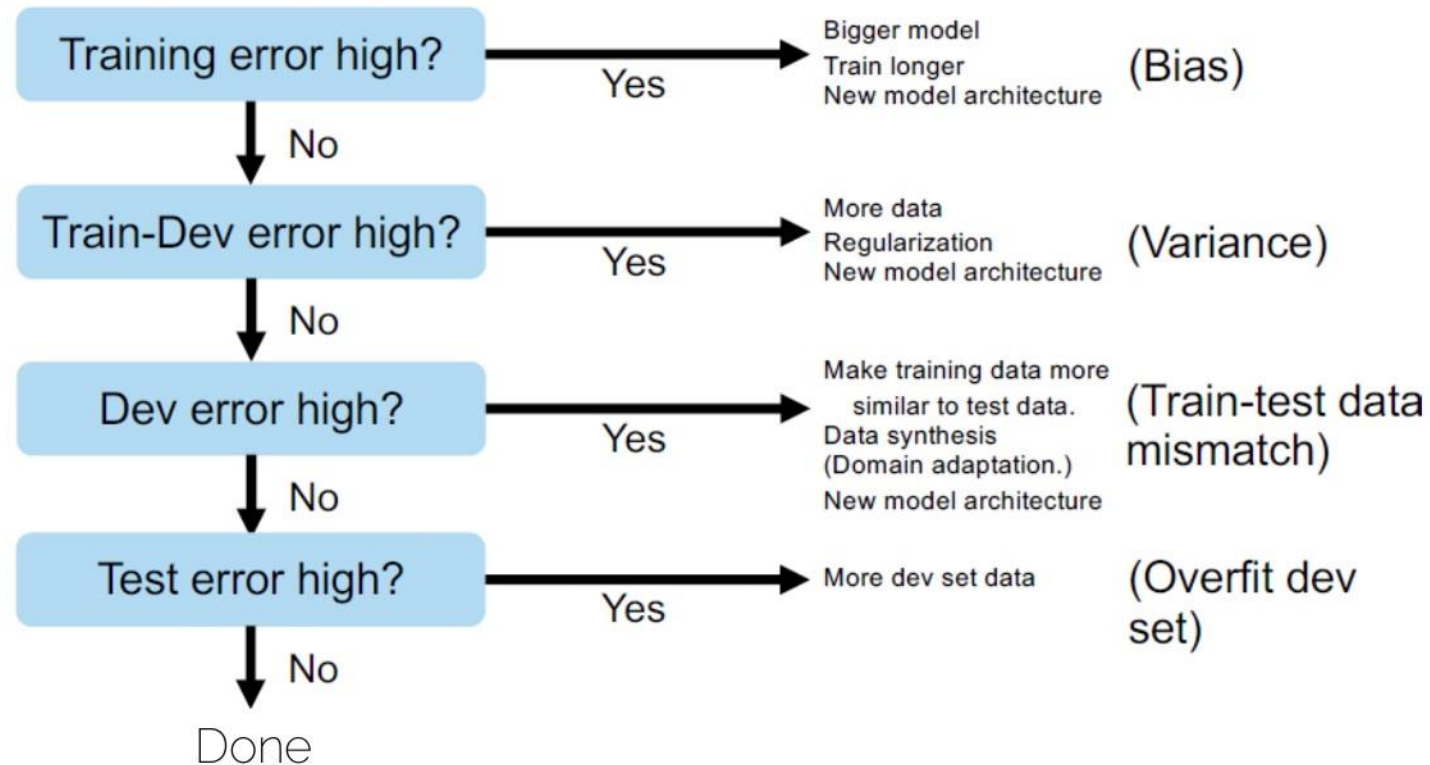 Training error high?
Yes
Bigger model
Train longer
New model architecture
(Bias)
No
Train-Dev error high?
Yes
More data
Regularization
New model architecture
(Variance)
No
Dev error high?
Yes
Make training data more
similar to test data.
Data synthesis
(Domain adaptation.)
New model architecture
(Train-test data
mismatch)
No
Test error high?
Yes
More dev set data
(Overfit dev
set)
No
Done